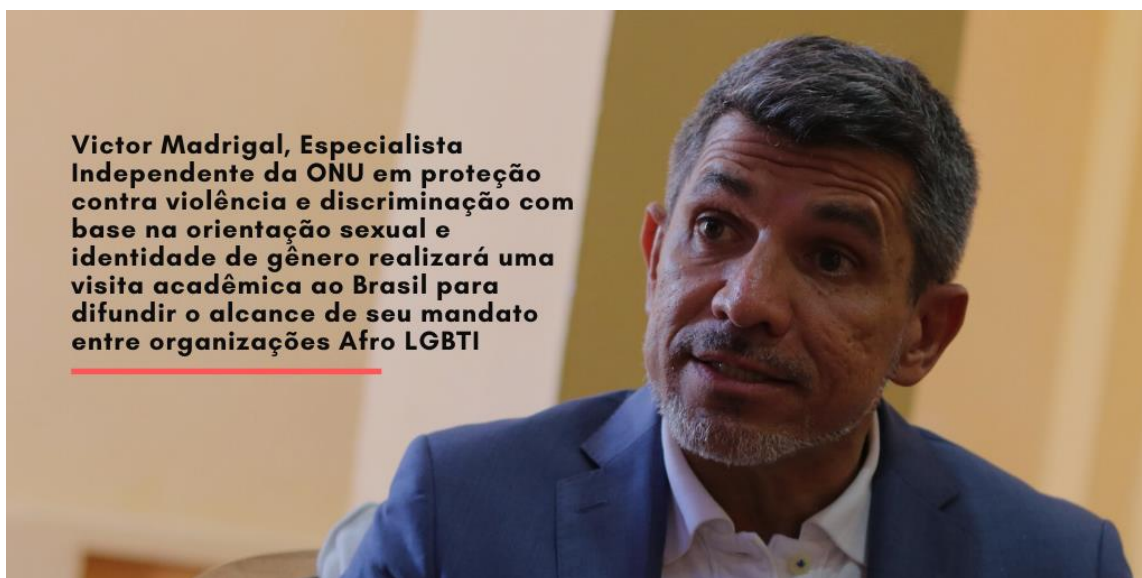 Victor Madrigal, Especialista
Independente da ONU em proteção
contra violência e discriminação com
base na orientação sexual e
identidade de gênero realizará uma
visita acadêmica ao Brasil para
difundir o alcance de seu mandato
entre organizações Afro LGBTI